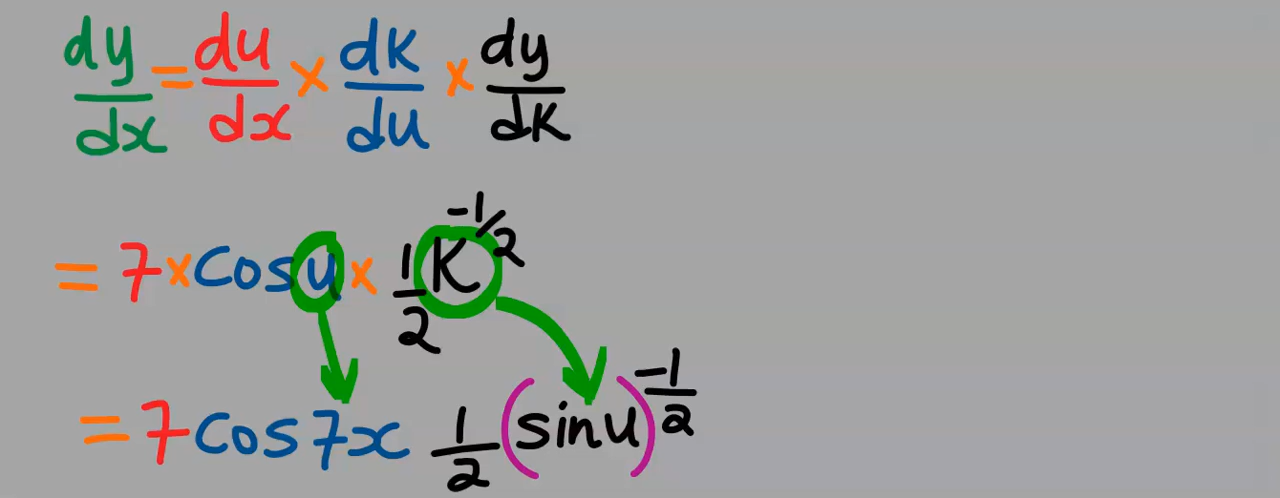 dy/dx = du/dx × dk/du × dy/dk
= 7 × cos u × 1/2 K^-1/2
= 7 cos 7x 1/2 (sin u)^-1/2